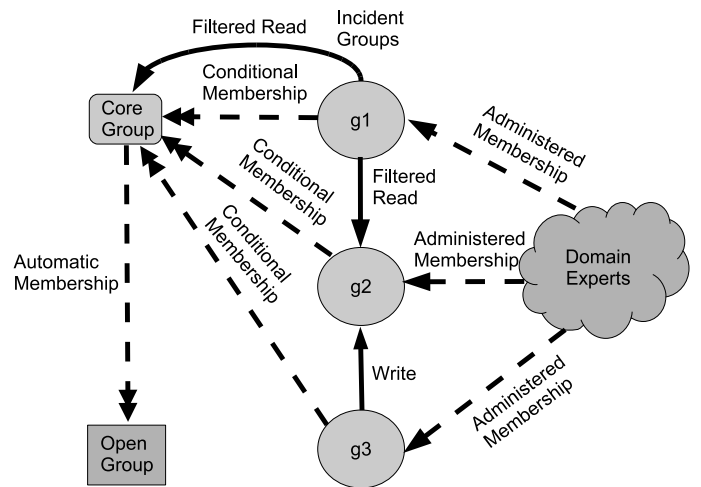 Filtered Read
Incident
Groups
Conditional
Membership
Core
Group
g1
Administered
Membership
Filtered
Read
Conditional
Membership
Conditional
Membership
Automatic
Membership
Administered
Membership
g2
Domain
Experts
Write
Administered
Membership
g3
Open
Group